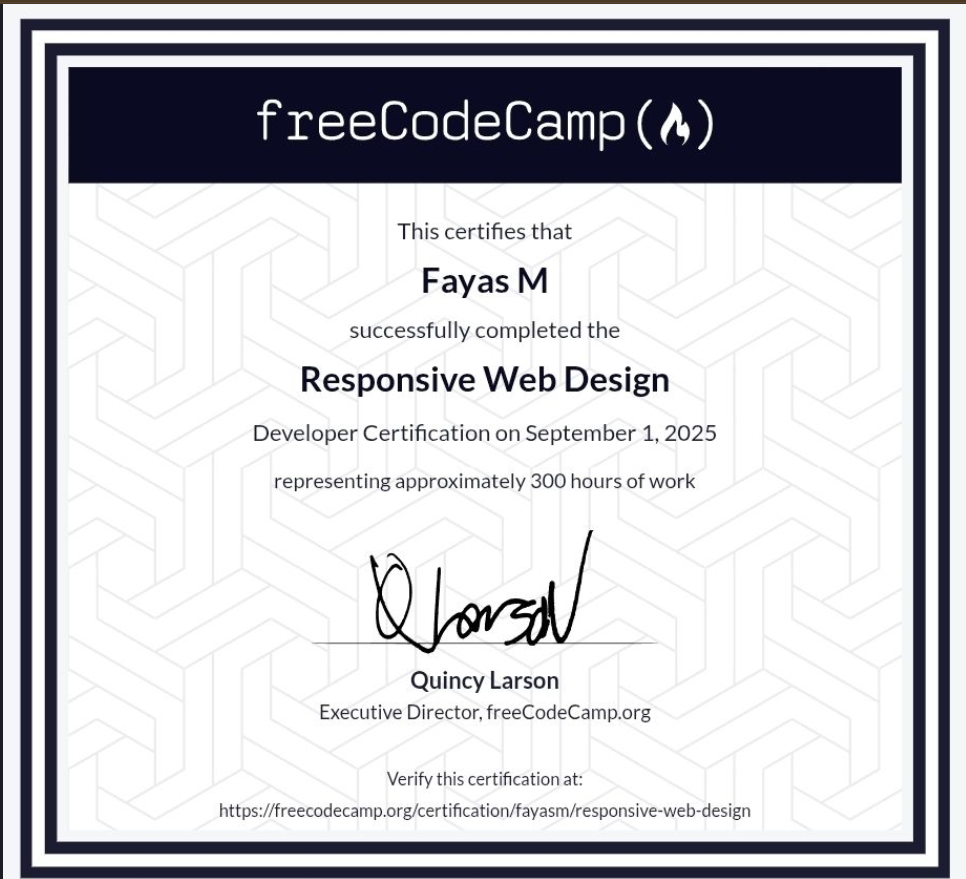 freeCodeCamp
This certifies that
Fayas M
successfully completed the
Responsive Web Design
Developer Certification on September 1, 2025
representing approximately 300 hours of work
Q Larson
Quincy Larson
Executive Director, freeCodeCamp.org
Verify this certification at:
https://freecodecamp.org/certification/fayasm/responsive-web-design